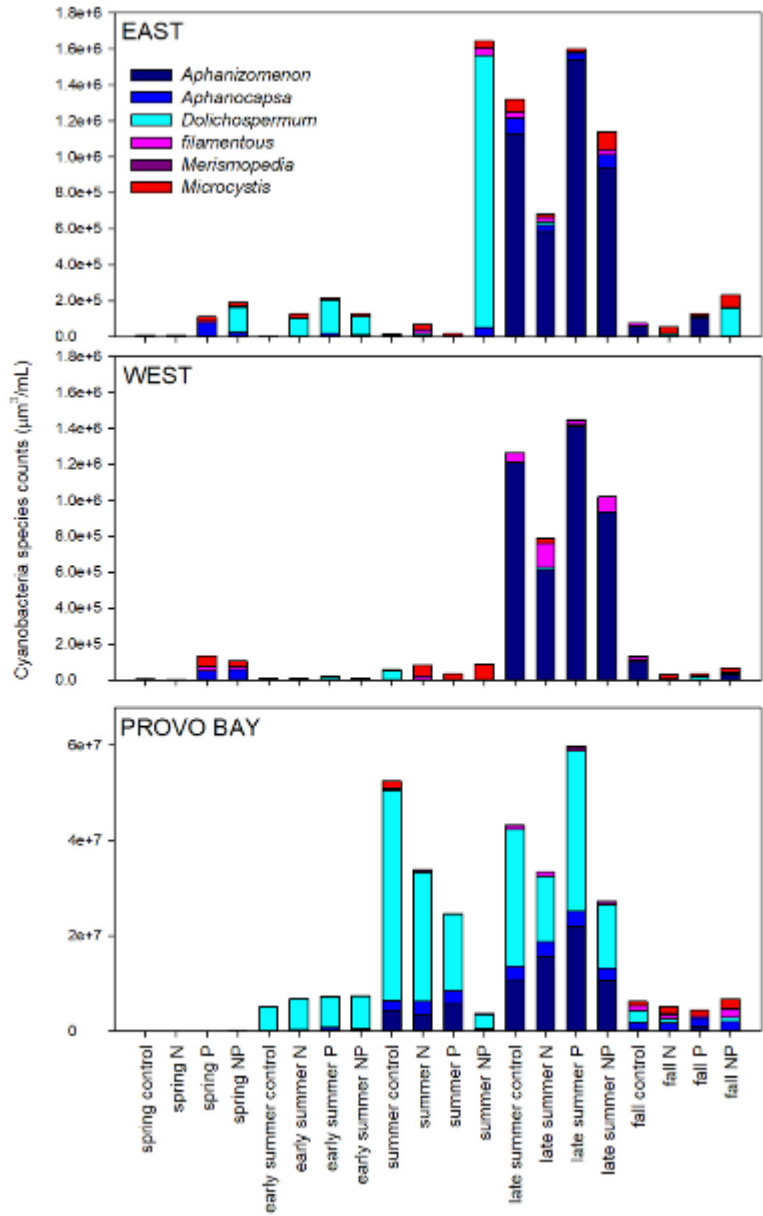 EAST
Aphanizomenon
Aphanocapsa
Dolichospermum
filamentous
Merismopedia
Microcystis
1.8e+6
1.6e+6
1.4e+6
1.2e+6
1.0e+6
8.0e+5
6.0e+5
4.0e+5
2.0e+5
0.0
WEST
1.8e+6
1.6e+6
1.4e+6
1.2e+6
1.0e+6
8.0e+5
6.0e+5
4.0e+5
2.0e+5
0.0
Cyanobacteria species counts (µm³/mL)
PROVO BAY
6e+7
4e+7
2e+7
0
spring control
spring N
spring P
spring NP
early summer control
early summer N
early summer P
early summer NP
summer control
summer N
summer P
summer NP
late summer control
late summer N
late summer P
late summer NP
fall control
fall N
fall P
fall NP